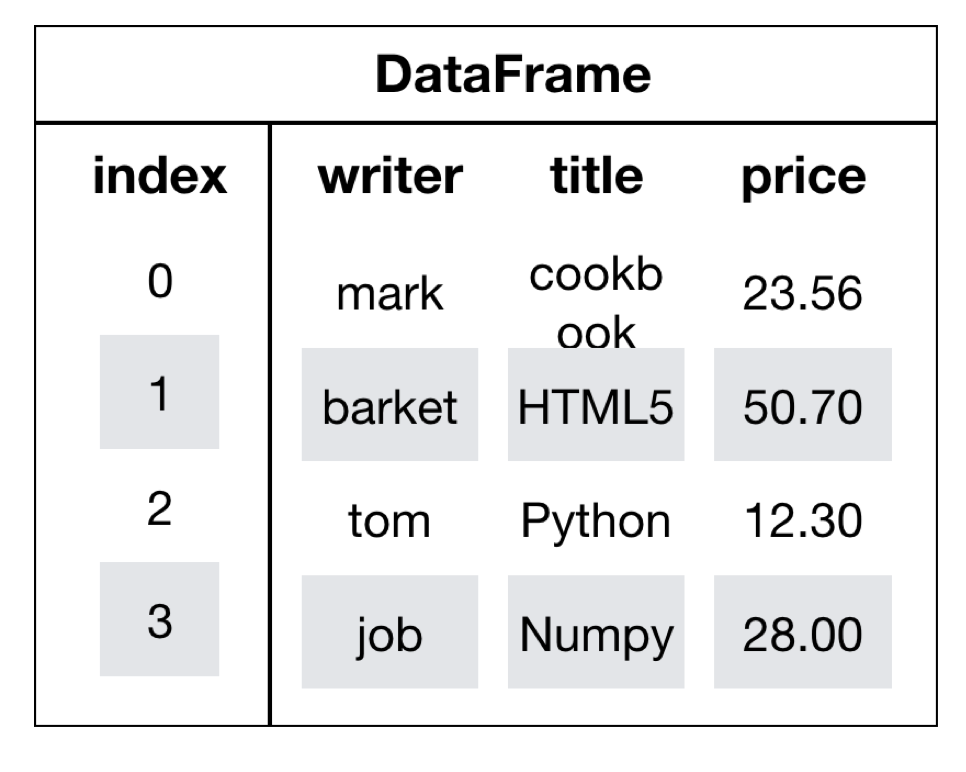 DataFrame
index writer title price
0 mark cookb 23.56
ook
1 barket HTML5 50.70
2 tom Python 12.30
3 job Numpy 28.00